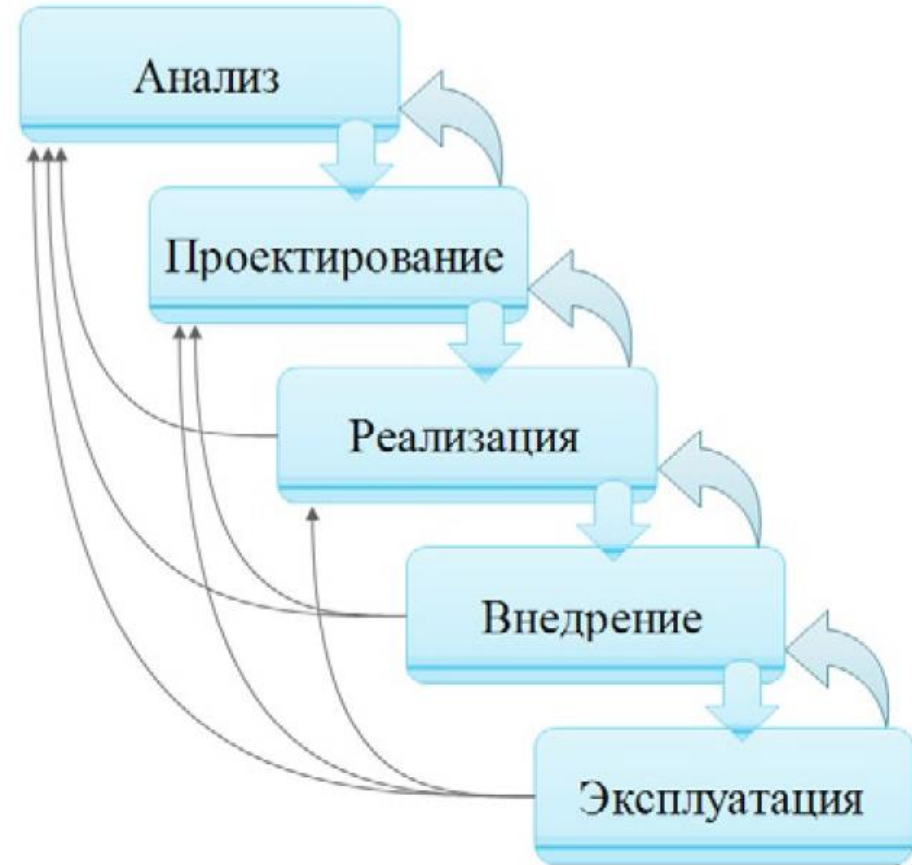 Анализ
Проектирование
Реализация
Внедрение
Эксплуатация